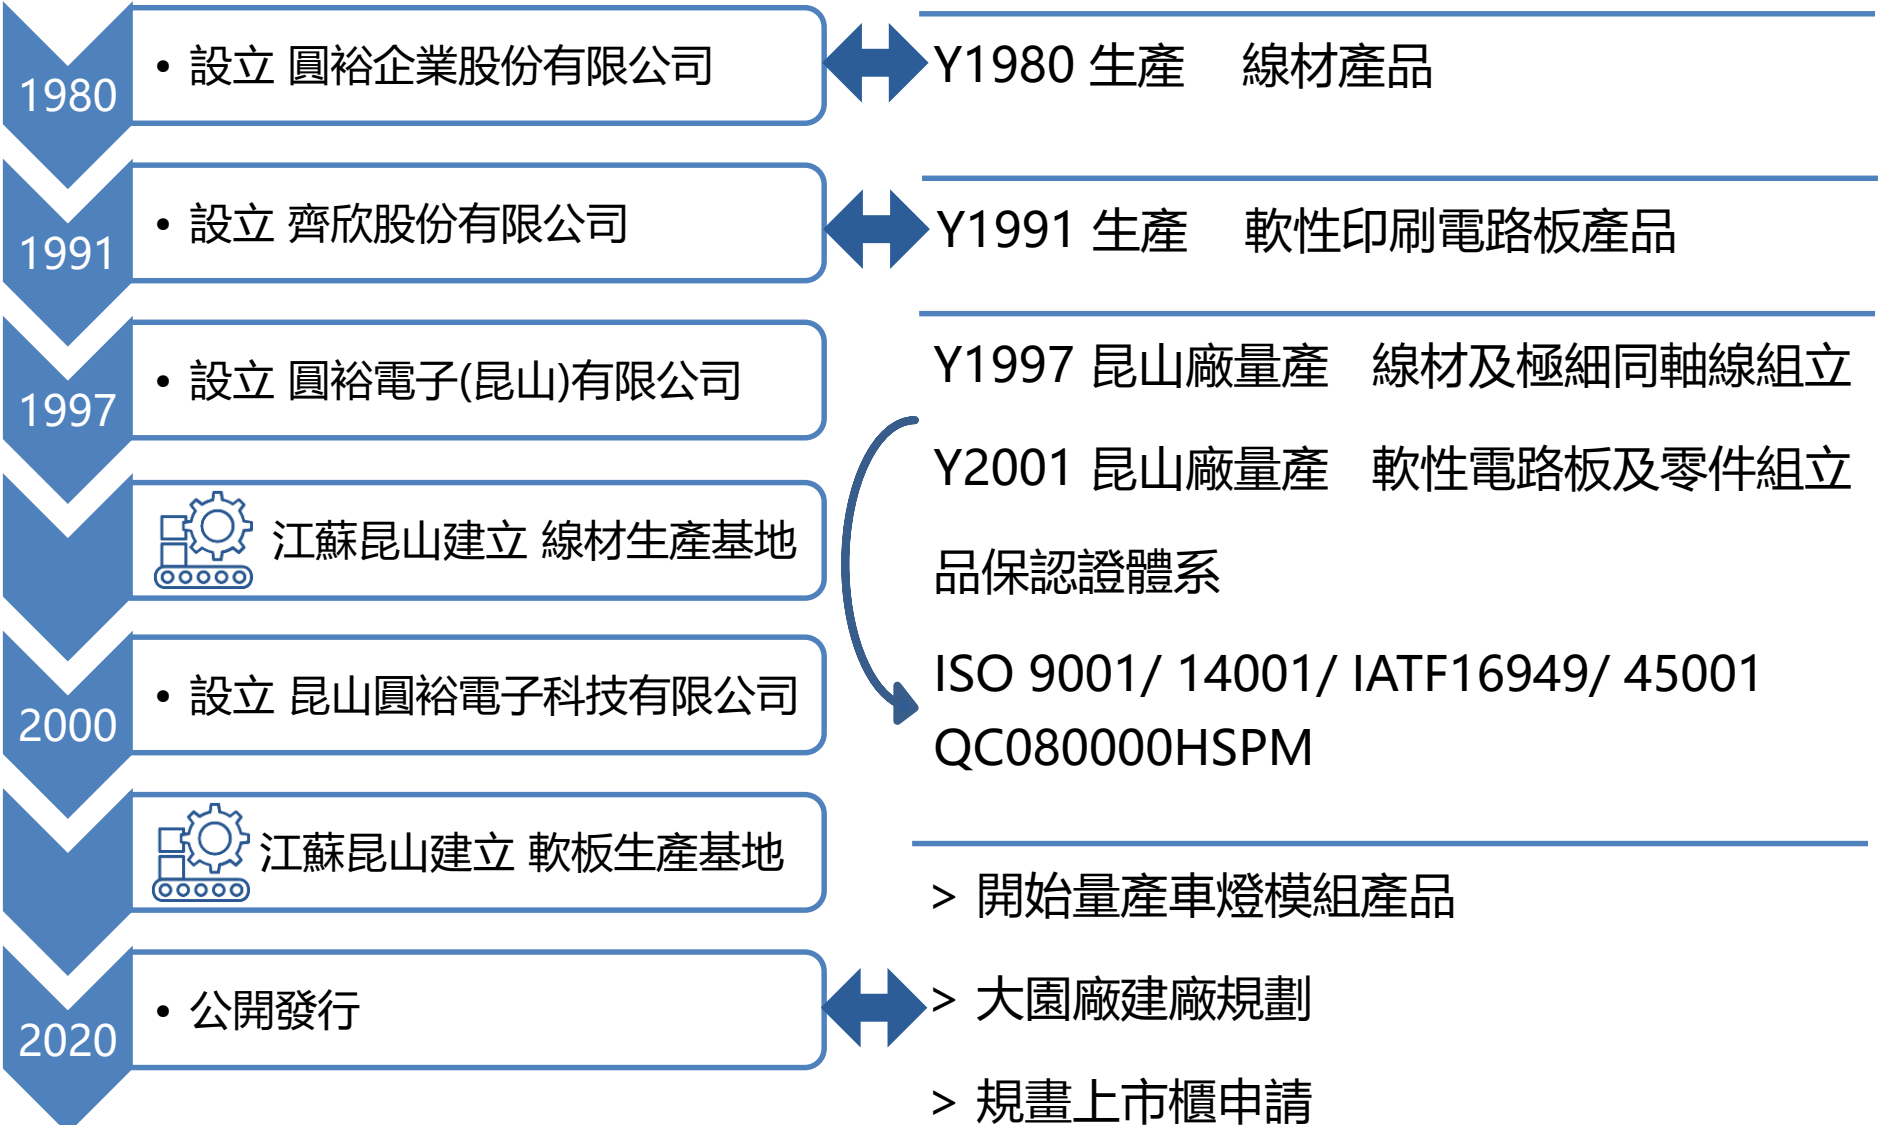 1980
• 設立 圓裕企業股份有限公司
Y1980 生產 線材產品
1991
• 設立 齊欣股份有限公司
Y1991 生產 軟性印刷電路板產品
1997
• 設立 圓裕電子(昆山)有限公司
Y1997 昆山廠量產 線材及極細同軸線組立
Y2001 昆山廠量產 軟性電路板及零件組立
江蘇昆山建立 線材生產基地
品保認證體系
2000
• 設立 昆山圓裕電子科技有限公司
ISO 9001/ 14001/ IATF16949/ 45001
QC080000HSPM
江蘇昆山建立 軟板生產基地
2020
• 公開發行
> 開始量產車燈模組產品
> 大園廠建廠規劃
> 規畫上市櫃申請